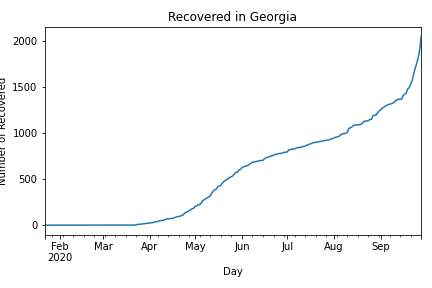 Recovered in Georgia
Number of Recovered
2000
1500
1000
500
0
Feb
2020
Mar
Apr
May
Jun
Jul
Aug
Sep
Day